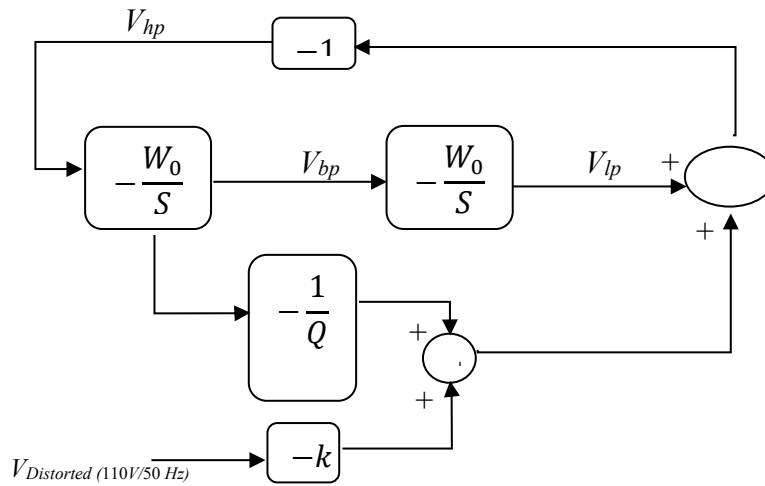 V_hp
−1
− W_0/S
V_bp
− W_0/S
V_lp
+
+
− 1/Q
+
+
V_Distorted (110V/50 Hz)
−k